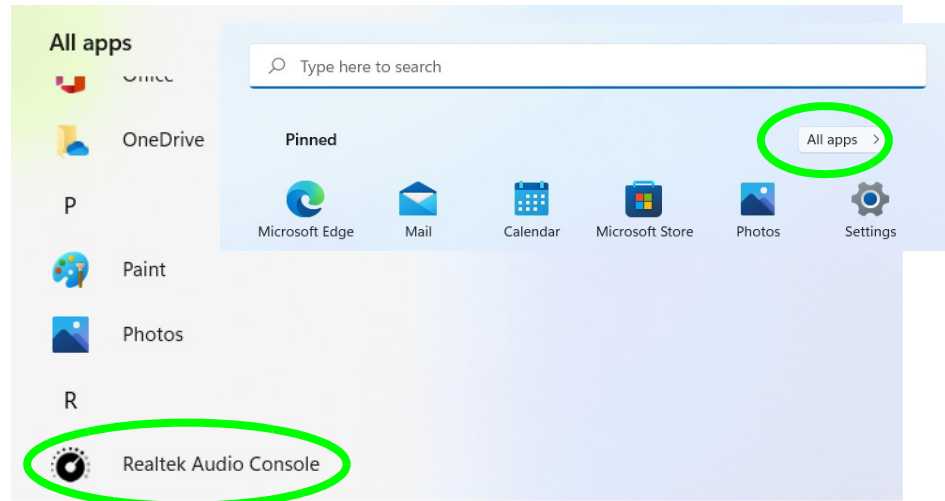 All apps
Office
OneDrive
P
Paint
Photos
R
Realtek Audio Console
Type here to search
Pinned
All apps
Microsoft Edge
Mail
Calendar
Microsoft Store
Photos
Settings